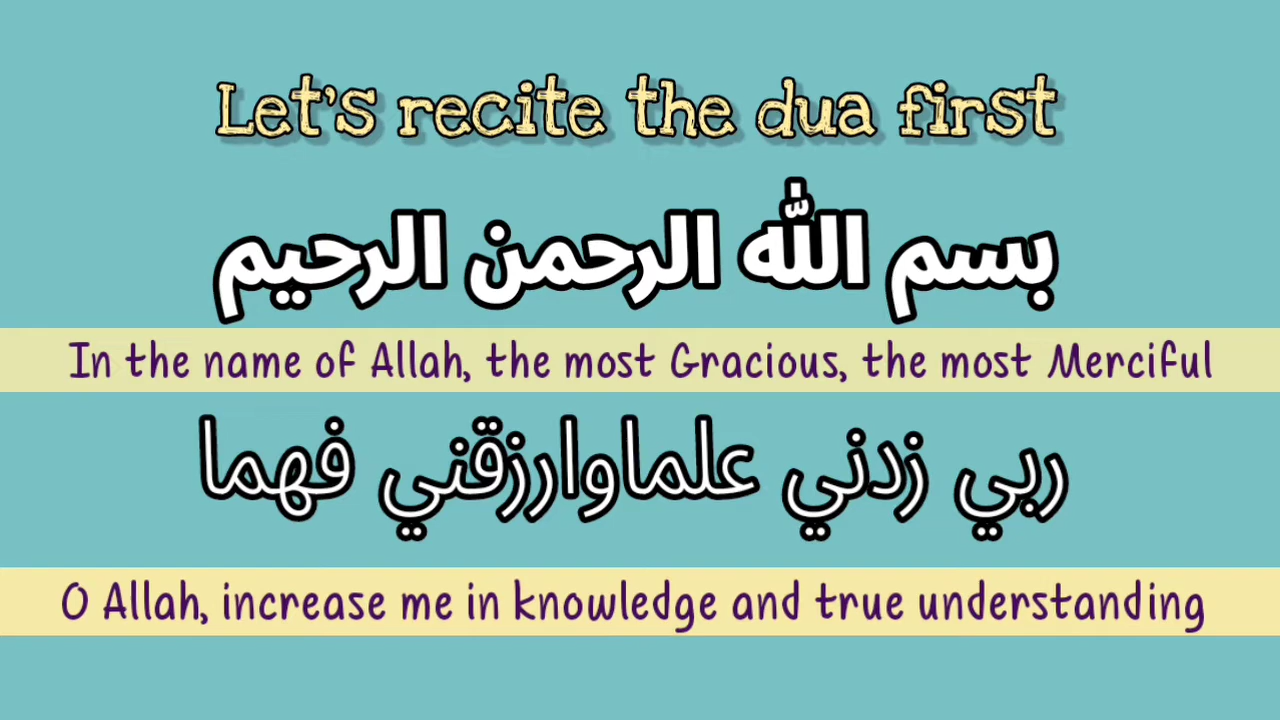 Let's recite the dua first
بسم اللّٰه الرحمن الرحيم
In the name of Allah, the most Gracious, the most Merciful
ربي زدني علماوارزقني فهما
O Allah, increase me in knowledge and true understanding